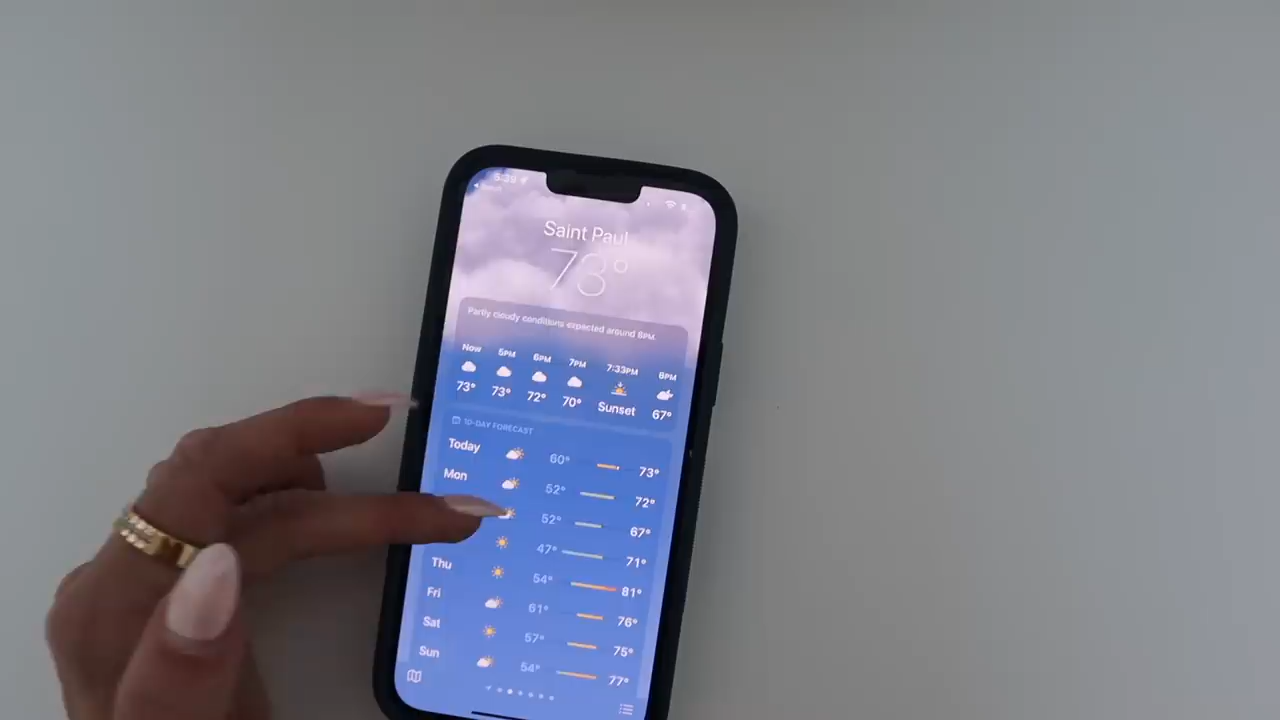 5:39
Saint Paul
73°
Partly cloudy conditions expected around 8PM.
Now 5PM 6PM 7PM 7:33PM 8PM
73° 73° 72° 70° Sunset 67°
10-DAY FORECAST
Today 60° 73°
Mon 52° 72°
52° 67°
47° 71°
Thu 54° 81°
Fri 61° 76°
Sat 57° 75°
Sun 54° 77°